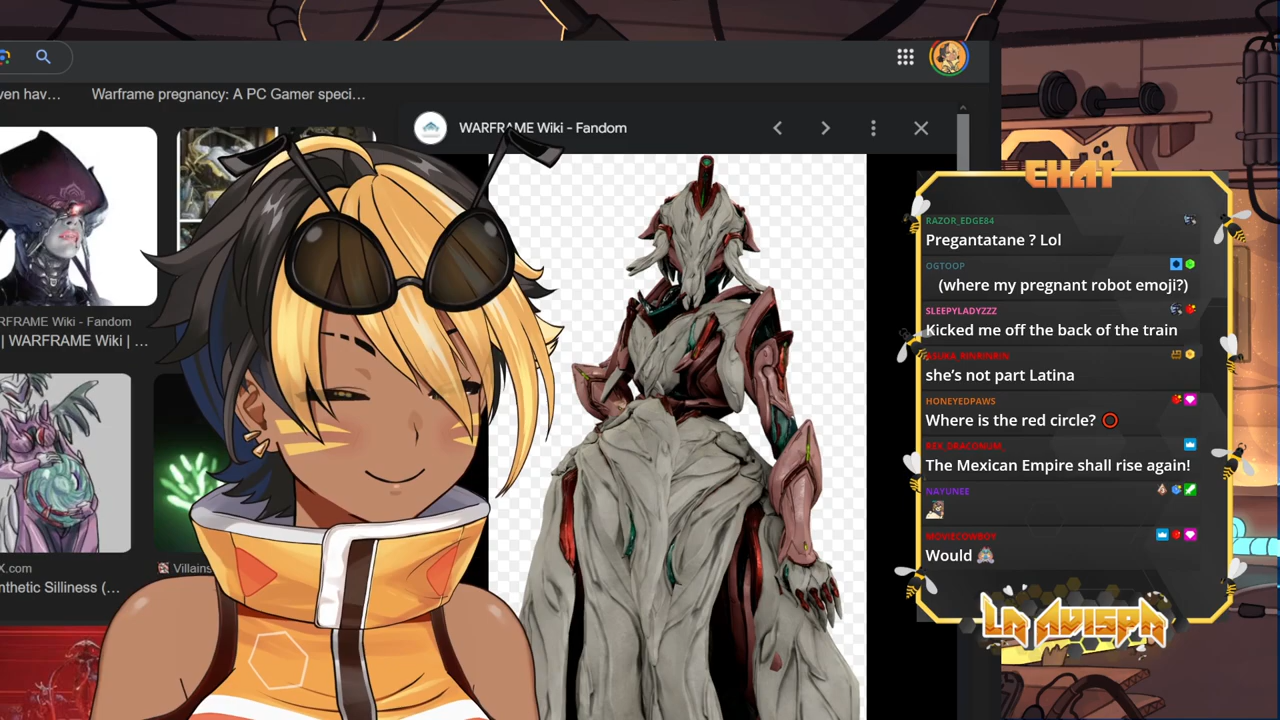 ven hav…
Warframe pregnancy: A PC Gamer speci…
WARFRAME Wiki - Fandom
RFRAME Wiki - Fandom
| WARFRAME Wiki | …
X.com
nthetic Silliness (…
Villains
CHAT
RAZOR_EDGE84
Pregantatane ? Lol
OGTOOP
(where my pregnant robot emoji?)
SLEEPYLADYZZZ
Kicked me off the back of the train
ASUKA_RINRINRIN
she's not part Latina
HONEYEDPAWS
Where is the red circle? ⭕
REX_DRACONUM_
The Mexican Empire shall rise again!
NAYUNEE
MOVIECOWBOY
Would
LA AVISPA